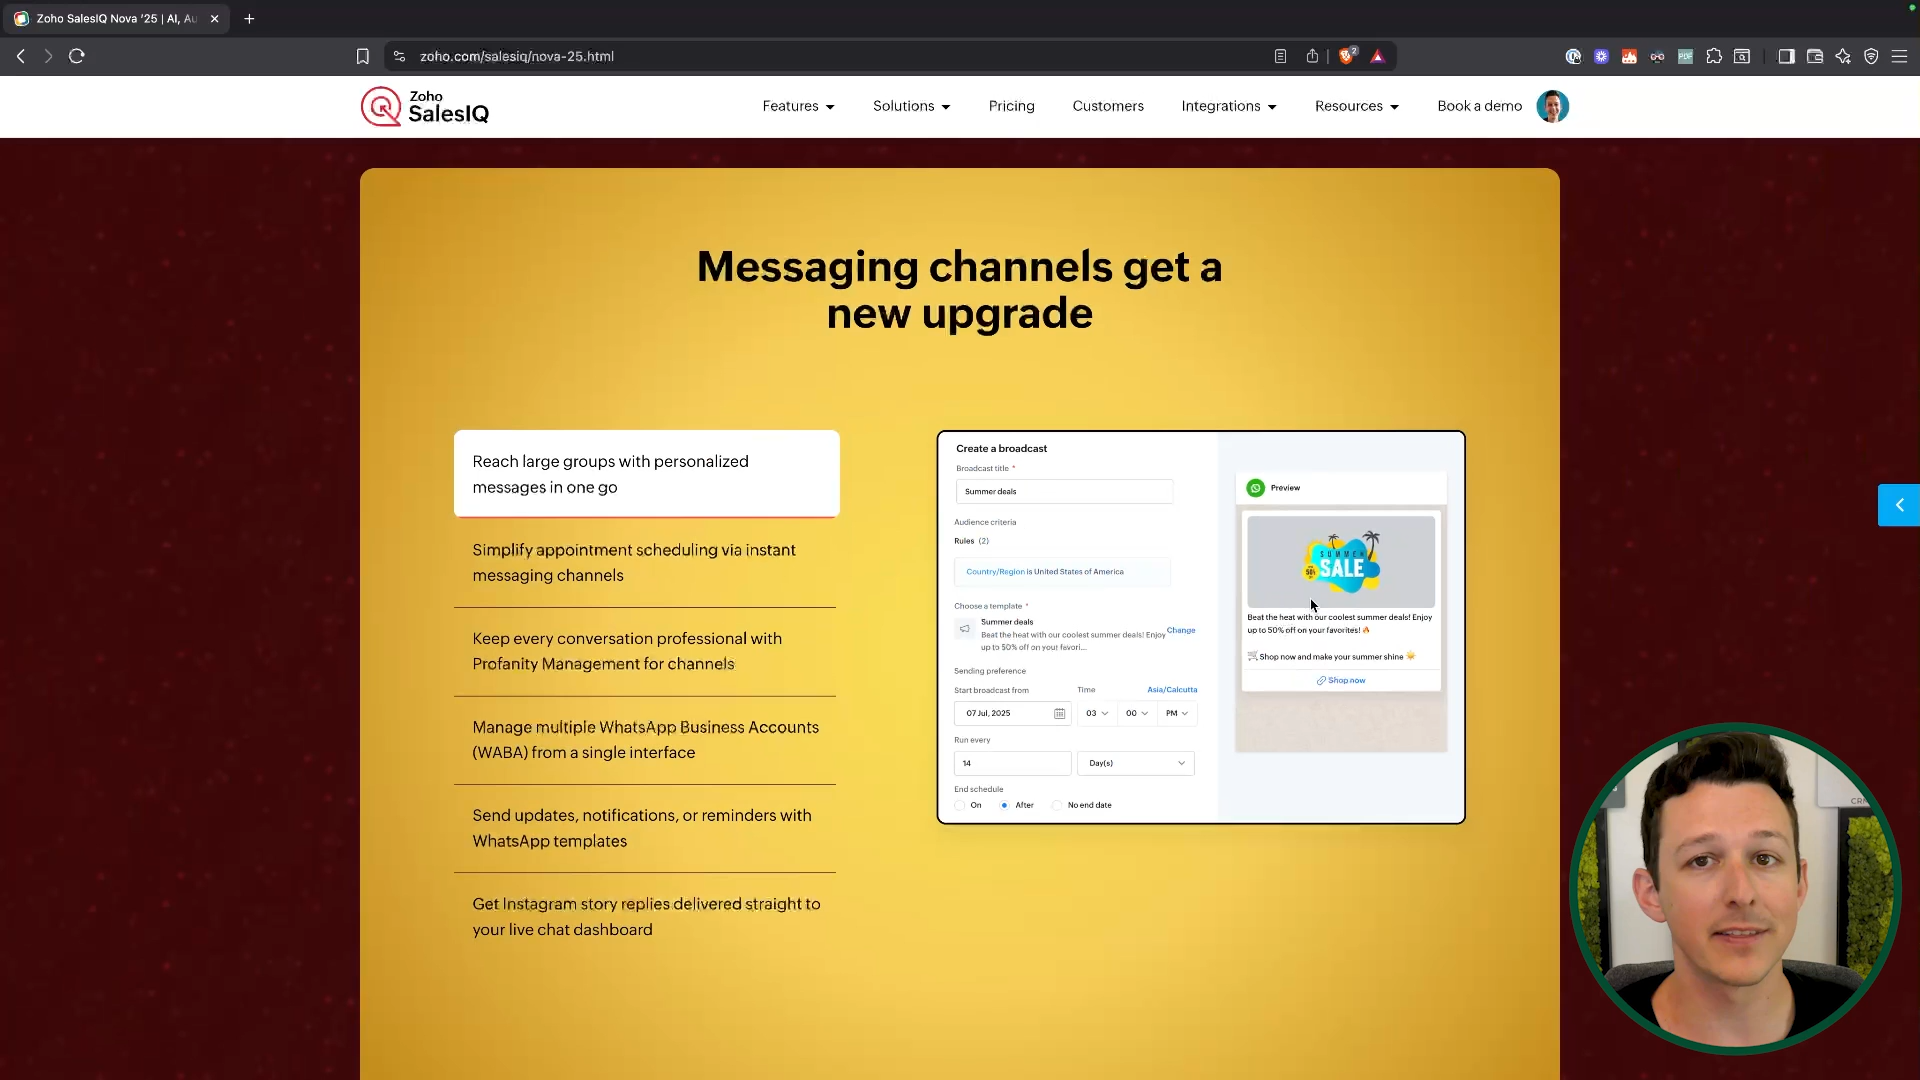 Zoho SalesIQ Nova '25 | AI, Au
zoho.com/salesiq/nova-25.html
2
Zoho
SalesIQ
Features
Solutions
Pricing
Customers
Integrations
Resources
Book a demo
Messaging channels get a
new upgrade
Reach large groups with personalized
messages in one go
Simplify appointment scheduling via instant
messaging channels
Keep every conversation professional with
Profanity Management for channels
Manage multiple WhatsApp Business Accounts
(WABA) from a single interface
Send updates, notifications, or reminders with
WhatsApp templates
Get Instagram story replies delivered straight to
your live chat dashboard
Create a broadcast
Broadcast title *
Summer deals
Audience criteria
Rules (2)
Country/Region is United States of America
Choose a template *
Summer deals
Beat the heat with our coolest summer deals! Enjoy
up to 50% off on your favori...
Change
Sending preference
Start broadcast from
Time
Asia/Calcutta
07 Jul, 2025
03
00
PM
Run every
14
Day(s)
End schedule
On
After
No end date
Preview
SUMMER
SALE
50%
Beat the heat with our coolest summer deals! Enjoy
up to 50% off on your favorites! 🔥
🛒 Shop now and make your summer shine ☀️
Shop now
CRM